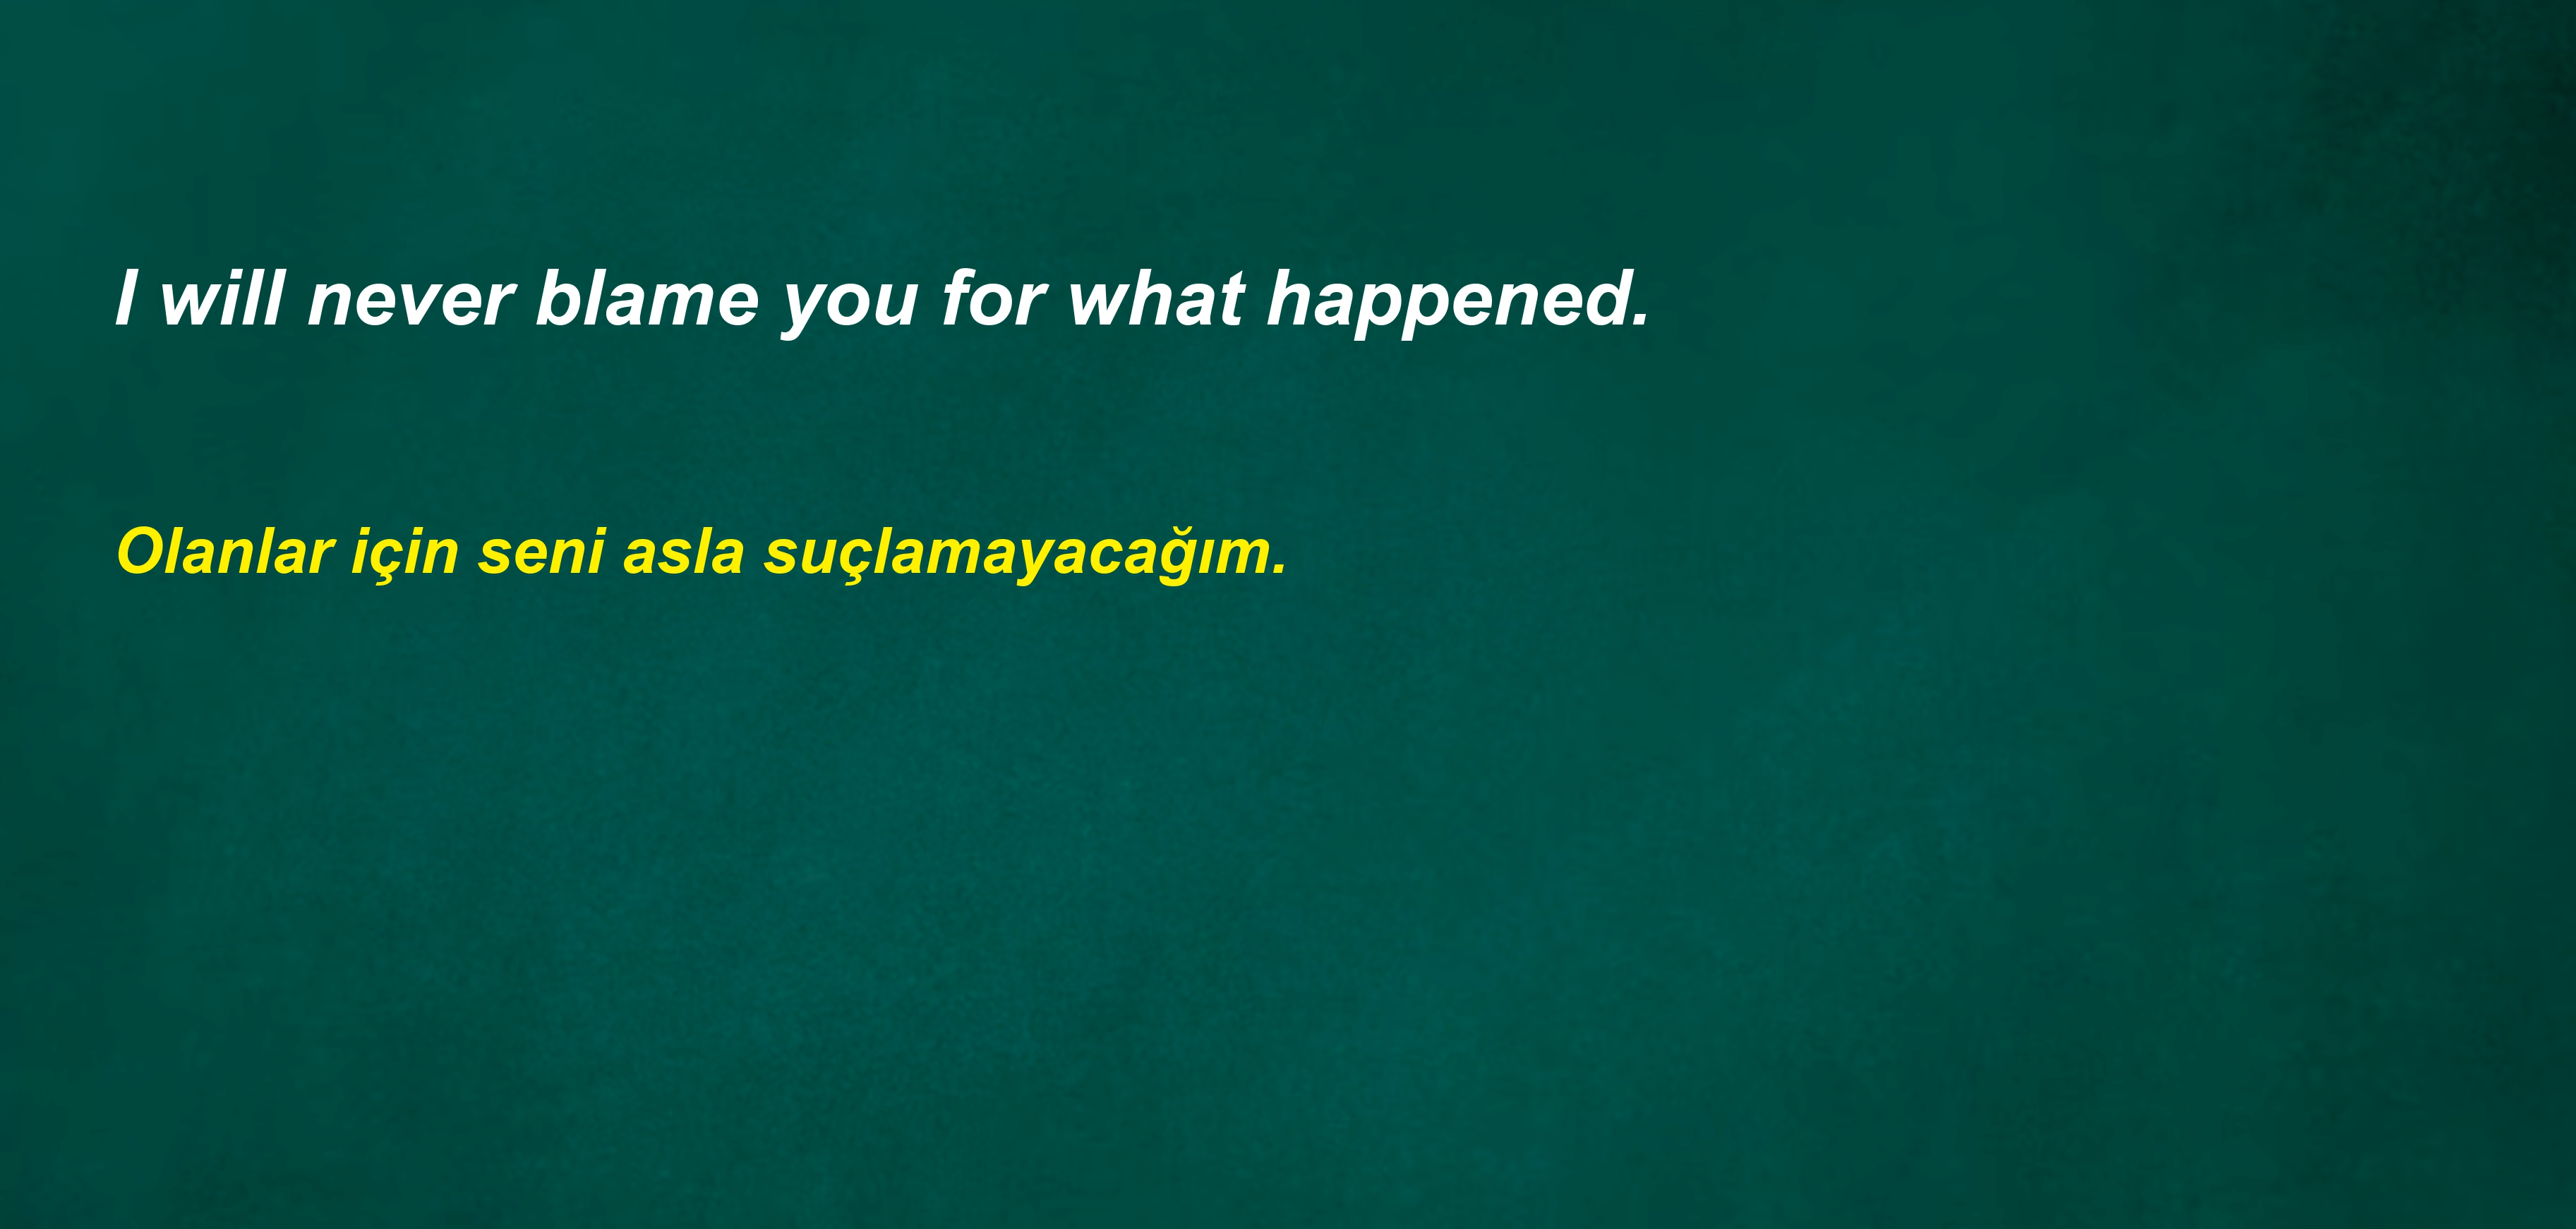 I will never blame you for what happened.
Olanlar için seni asla suçlamayacağım.